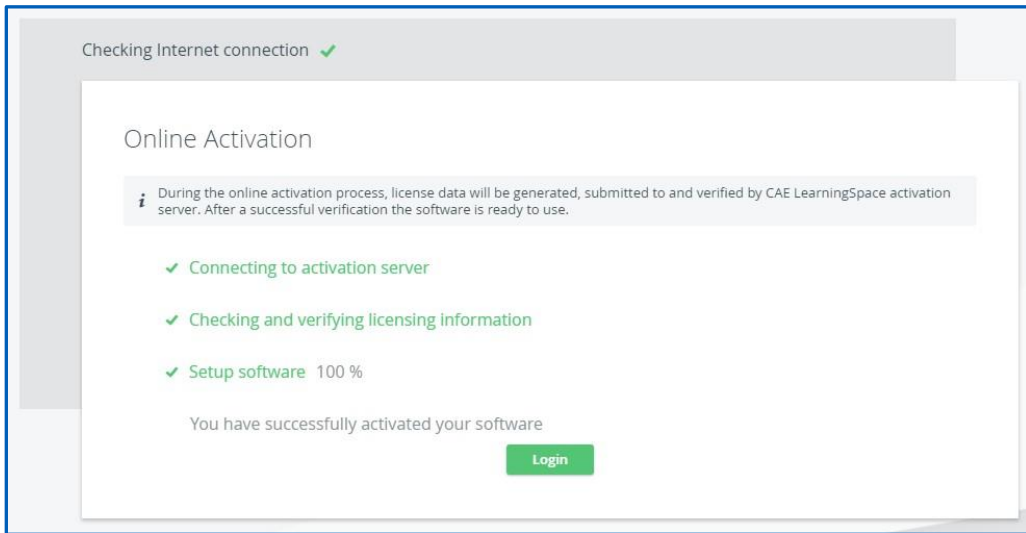 Checking Internet connection
Online Activation
i During the online activation process, license data will be generated, submitted to and verified by CAE LearningSpace activation
server. After a successful verification the software is ready to use.
Connecting to activation server
Checking and verifying licensing information
Setup software 100 %
You have successfully activated your software
Login